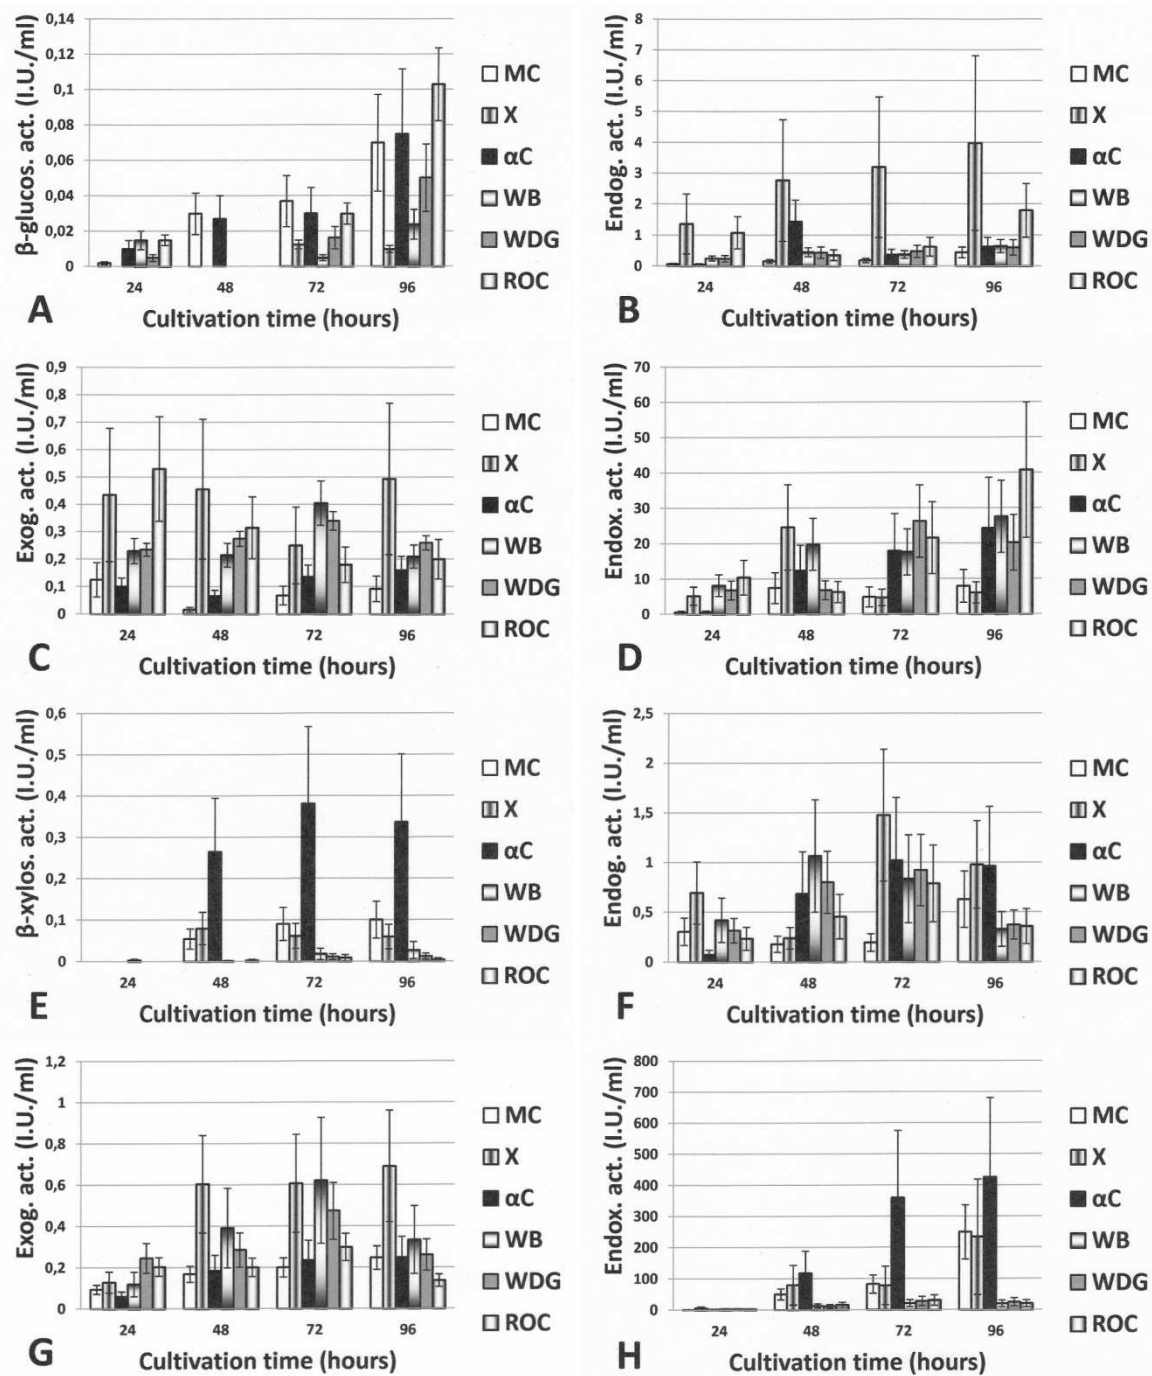 β-glucos. act. (I.U./ml)
0,14
0,12
0,1
0,08
0,06
0,04
0,02
0
24 48 72 96
Cultivation time (hours)
A
MC
X
αC
WB
WDG
ROC
Endog. act. (I.U./ml)
8
7
6
5
4
3
2
1
0
24 48 72 96
Cultivation time (hours)
B
MC
X
αC
WB
WDG
ROC
Exog. act. (I.U./ml)
0,9
0,8
0,7
0,6
0,5
0,4
0,3
0,2
0,1
0
24 48 72 96
Cultivation time (hours)
C
MC
X
αC
WB
WDG
ROC
Endox. act. (I.U./ml)
70
60
50
40
30
20
10
0
24 48 72 96
Cultivation time (hours)
D
MC
X
αC
WB
WDG
ROC
β-xylos. act. (I.U./ml)
0,6
0,5
0,4
0,3
0,2
0,1
0
24 48 72 96
Cultivation time (hours)
E
MC
X
αC
WB
WDG
ROC
Endog. act. (I.U./ml)
2,5
2
1,5
1
0,5
0
24 48 72 96
Cultivation time (hours)
F
MC
X
αC
WB
WDG
ROC
Exog. act. (I.U./ml)
1,2
1
0,8
0,6
0,4
0,2
0
24 48 72 96
Cultivation time (hours)
G
MC
X
αC
WB
WDG
ROC
Endox. act. (I.U./ml)
800
700
600
500
400
300
200
100
0
24 48 72 96
Cultivation time (hours)
H
MC
X
αC
WB
WDG
ROC